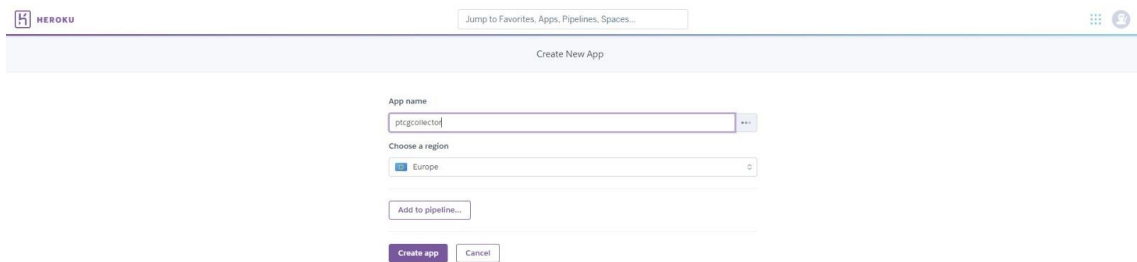 HEROKU
Jump to Favorites, Apps, Pipelines, Spaces...
Create New App
App name
ptcgcollector
Choose a region
Europe
Add to pipeline...
Create app Cancel